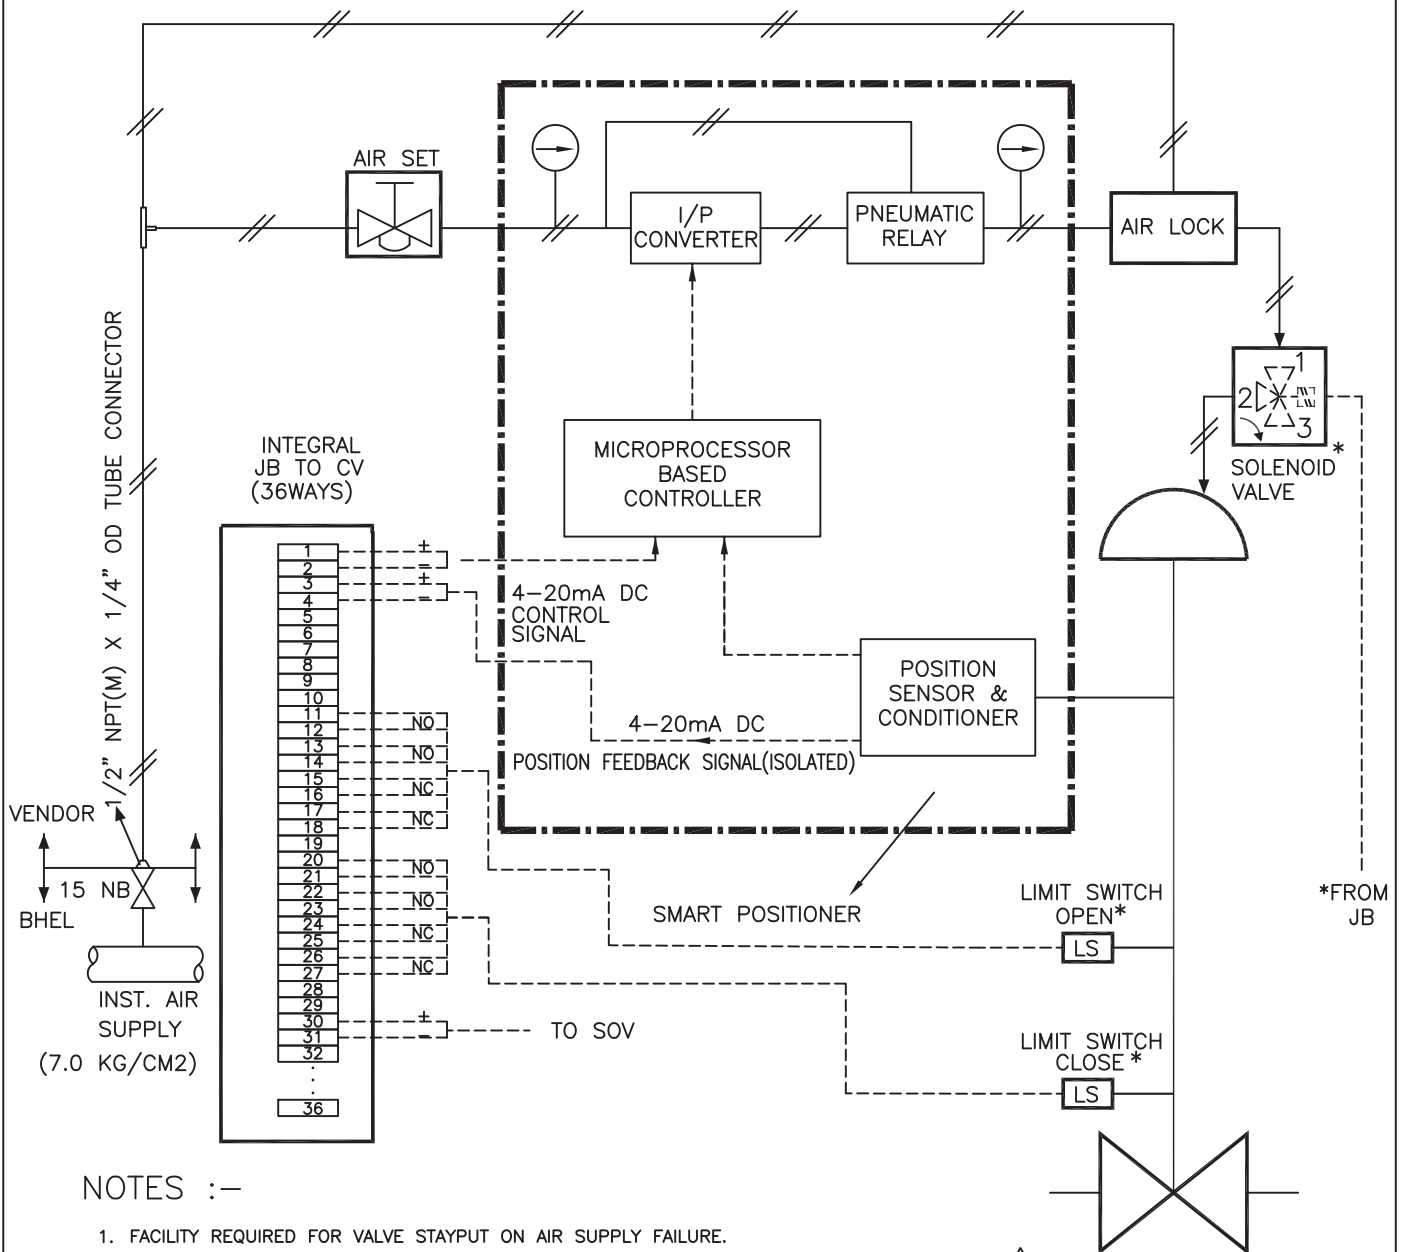 AIR SET
I/P
CONVERTER
PNEUMATIC
RELAY
AIR LOCK
1
2
3
SOLENOID*
VALVE
1/2" NPT(M) X 1/4" OD TUBE CONNECTOR
INTEGRAL
JB TO CV
(36WAYS)
MICROPROCESSOR
BASED
CONTROLLER
1
2
3
4
5
6
7
8
9
10
11
12
13
14
15
16
17
18
19
20
21
22
23
24
25
26
27
28
29
30
31
32
.
.
.
36
+
−
+
−
NO
NO
NC
NC
NO
NO
NC
NC
+
−
TO SOV
4−20mA DC
CONTROL
SIGNAL
POSITION
SENSOR &
CONDITIONER
4−20mA DC
POSITION FEEDBACK SIGNAL(ISOLATED)
SMART POSITIONER
VENDOR
15 NB
BHEL
INST. AIR
SUPPLY
(7.0 KG/CM2)
LIMIT SWITCH
OPEN*
LS
*FROM
JB
LIMIT SWITCH
CLOSE*
LS
NOTES :−
1. FACILITY REQUIRED FOR VALVE STAYPUT ON AIR SUPPLY FAILURE.